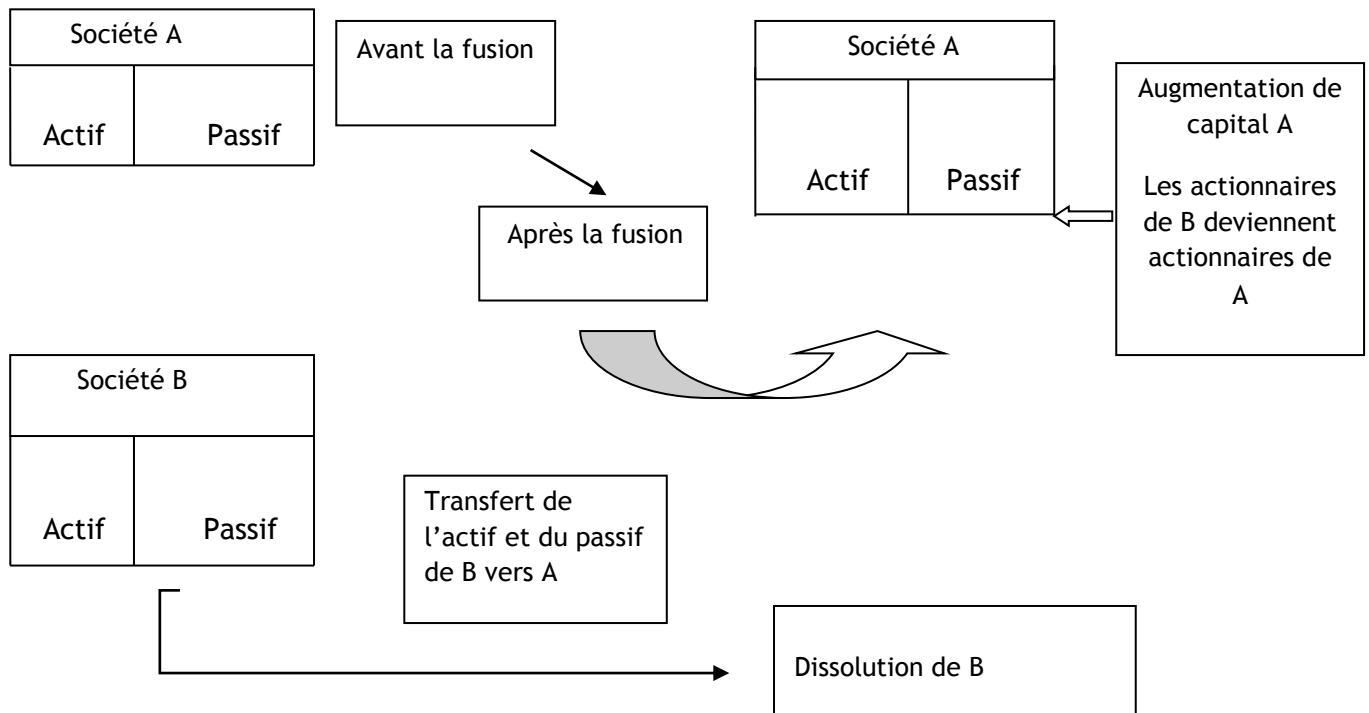 Société A
Actif
Passif
Avant la fusion
Après la fusion
Société A
Actif
Passif
Augmentation de
capital A
Les actionnaires
de B deviennent
actionnaires de
A
Société B
Actif
Passif
Transfert de
l’actif et du passif
de B vers A
Dissolution de B